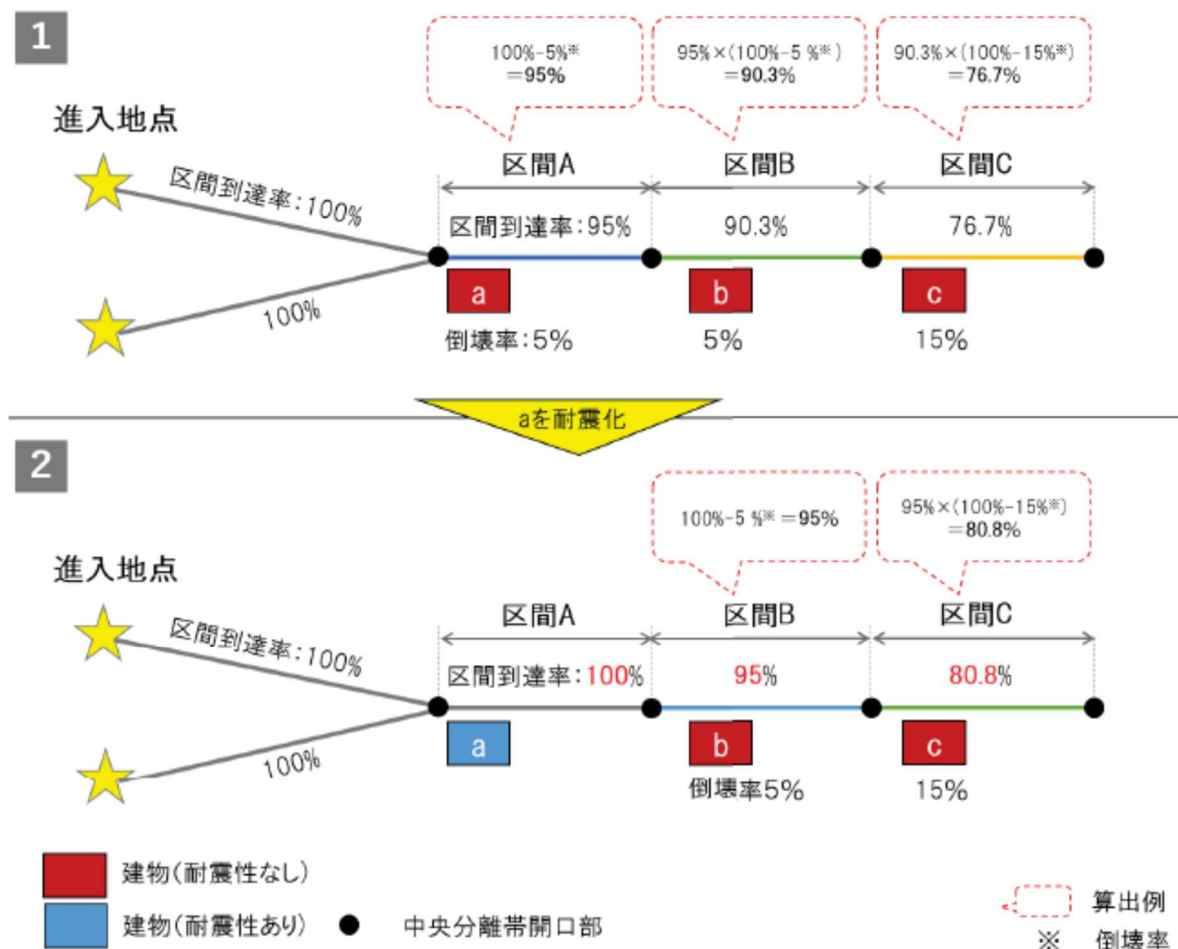 1
100%-5%※
=95%
95%×(100%-5 %※)
=90.3%
90.3%×(100%-15%※)
=76.7%
進入地点
区間A
区間B
区間C
区間到達率:100%
区間到達率:95%
90.3%
76.7%
100%
a
b
c
倒壊率:5%
5%
15%
aを耐震化
2
100%-5 %※=95%
95%×(100%-15%※)
=80.8%
進入地点
区間A
区間B
区間C
区間到達率:100%
区間到達率:100%
95%
80.8%
100%
a
b
c
倒壊率5%
15%
建物(耐震性なし)
建物(耐震性あり)
中央分離帯開口部
算出例
※ 倒壊率